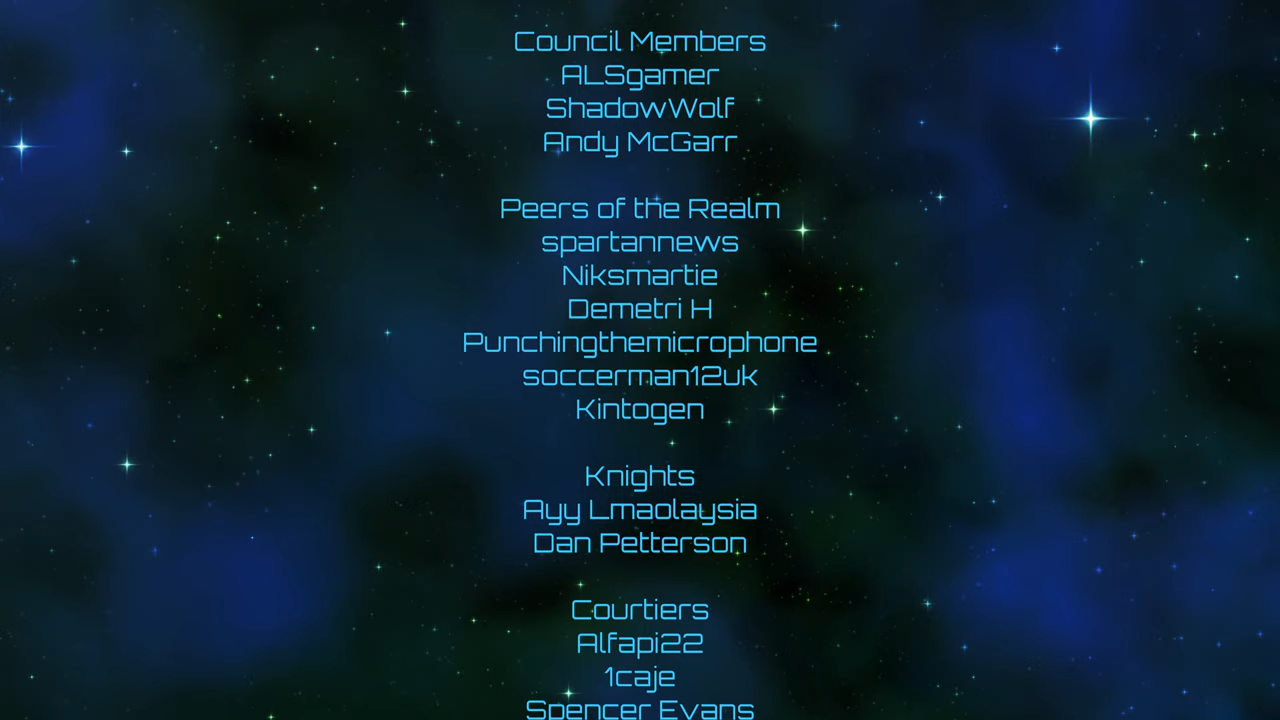 Council Members
ALSgamer
ShadowWolf
Andy McGarr
Peers of the Realm
spartannews
Niksmartie
Demetri H
Punchingthemicrophone
soccerman12uk
Kintogen
Knights
Ayy Lmaolaysia
Dan Petterson
Courtiers
Alfapi22
1caje
Spencer Evans